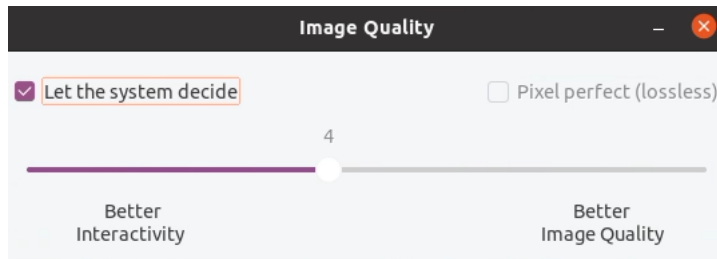 Image Quality
Let the system decide
Pixel perfect (lossless)
4
Better
Interactivity
Better
Image Quality